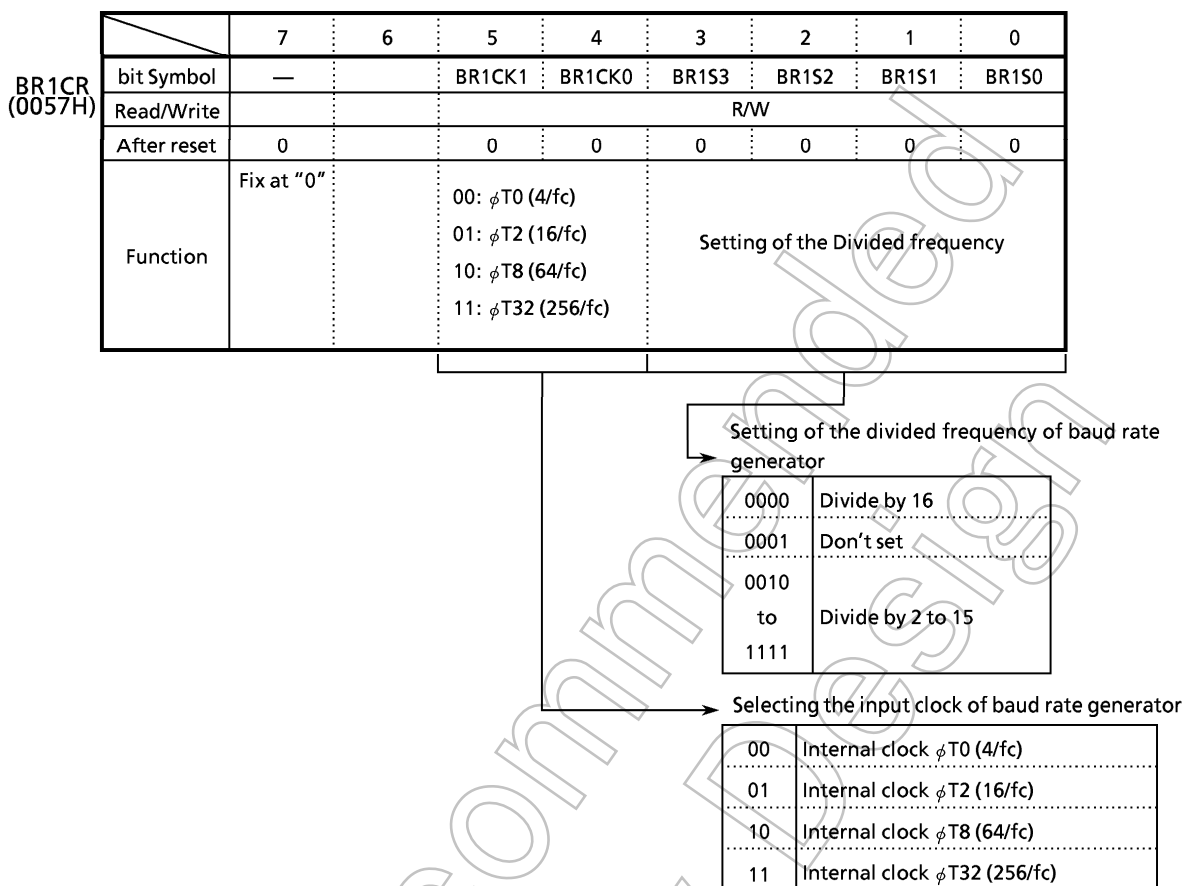 7 6 5 4 3 2 1 0
BR1CR
(0057H)
bit Symbol — BR1CK1 BR1CK0 BR1S3 BR1S2 BR1S1 BR1S0
Read/Write R/W
After reset 0 0 0 0 0 0 0
Function
Fix at “0”
00: φT0 (4/fc)
01: φT2 (16/fc)
10: φT8 (64/fc)
11: φT32 (256/fc)
Setting of the Divided frequency
Setting of the divided frequency of baud rate
generator
0000 Divide by 16
0001 Don’t set
0010
to Divide by 2 to 15
1111
Selecting the input clock of baud rate generator
00 Internal clock φT0 (4/fc)
01 Internal clock φT2 (16/fc)
10 Internal clock φT8 (64/fc)
11 Internal clock φT32 (256/fc)
ommended
Design